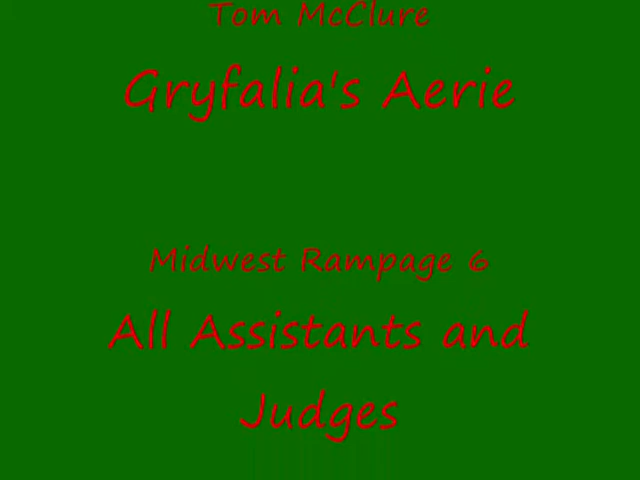 Tom McClure
Gryfalia's Aerie
Midwest Rampage 6
All Assistants and
Judges